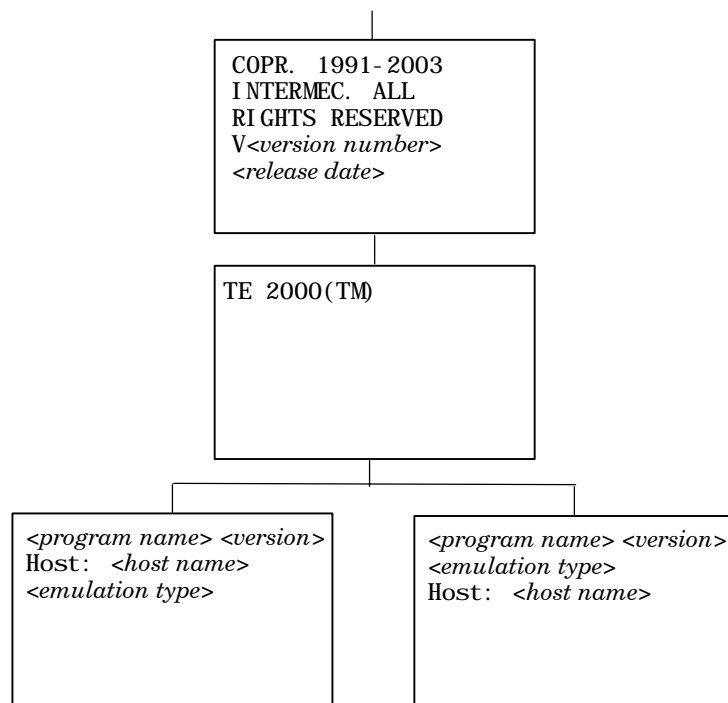 COPR. 1991-2003
INTERMEC. ALL
RIGHTS RESERVED
V<version number>
<release date>
TE 2000(TM)
<program name> <version>
Host: <host name>
<emulation type>
<program name> <version>
<emulation type>
Host: <host name>